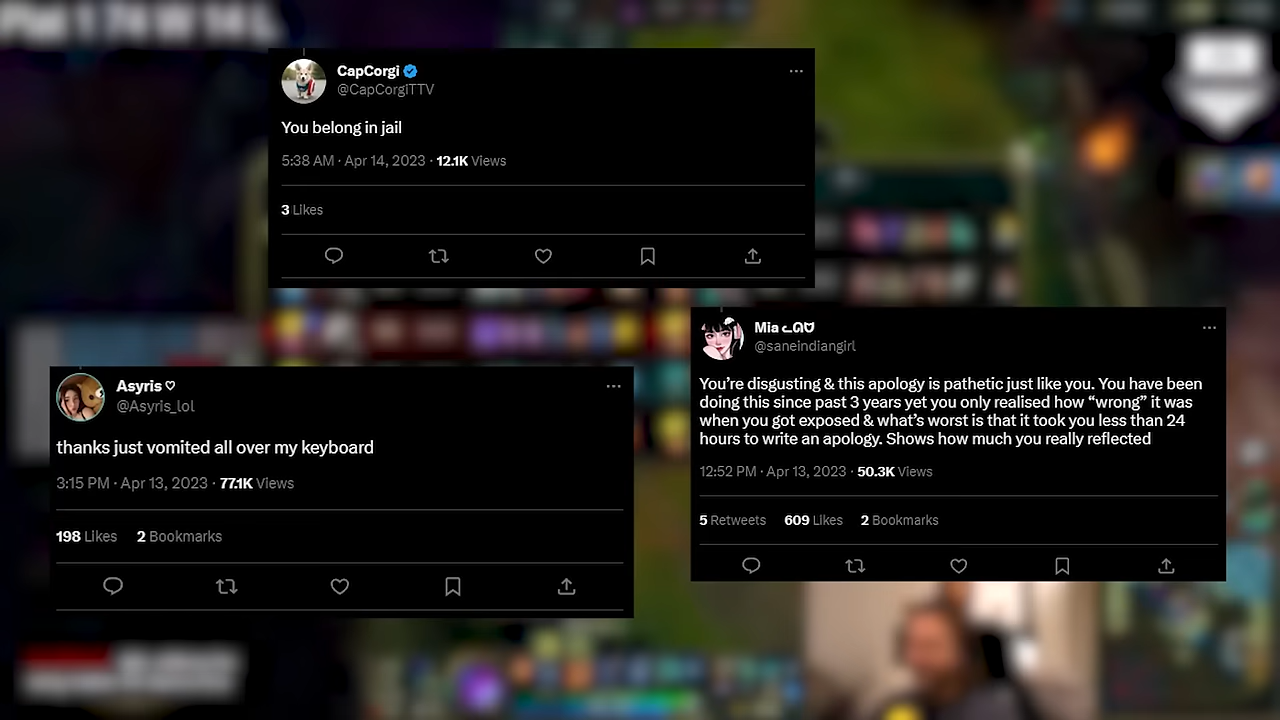 CapCorgi
@CapCorgiTTV
You belong in jail
5:38 AM · Apr 14, 2023 · 12.1K Views
3 Likes
Mia ᓚᘏᗢ
@saneindiangirl
You’re disgusting & this apology is pathetic just like you. You have been
doing this since past 3 years yet you only realised how “wrong” it was
when you got exposed & what’s worst is that it took you less than 24
hours to write an apology. Shows how much you really reflected
12:52 PM · Apr 13, 2023 · 50.3K Views
5 Retweets 609 Likes 2 Bookmarks
Asyris ♡
@Asyris_lol
thanks just vomited all over my keyboard
3:15 PM · Apr 13, 2023 · 77.1K Views
198 Likes 2 Bookmarks